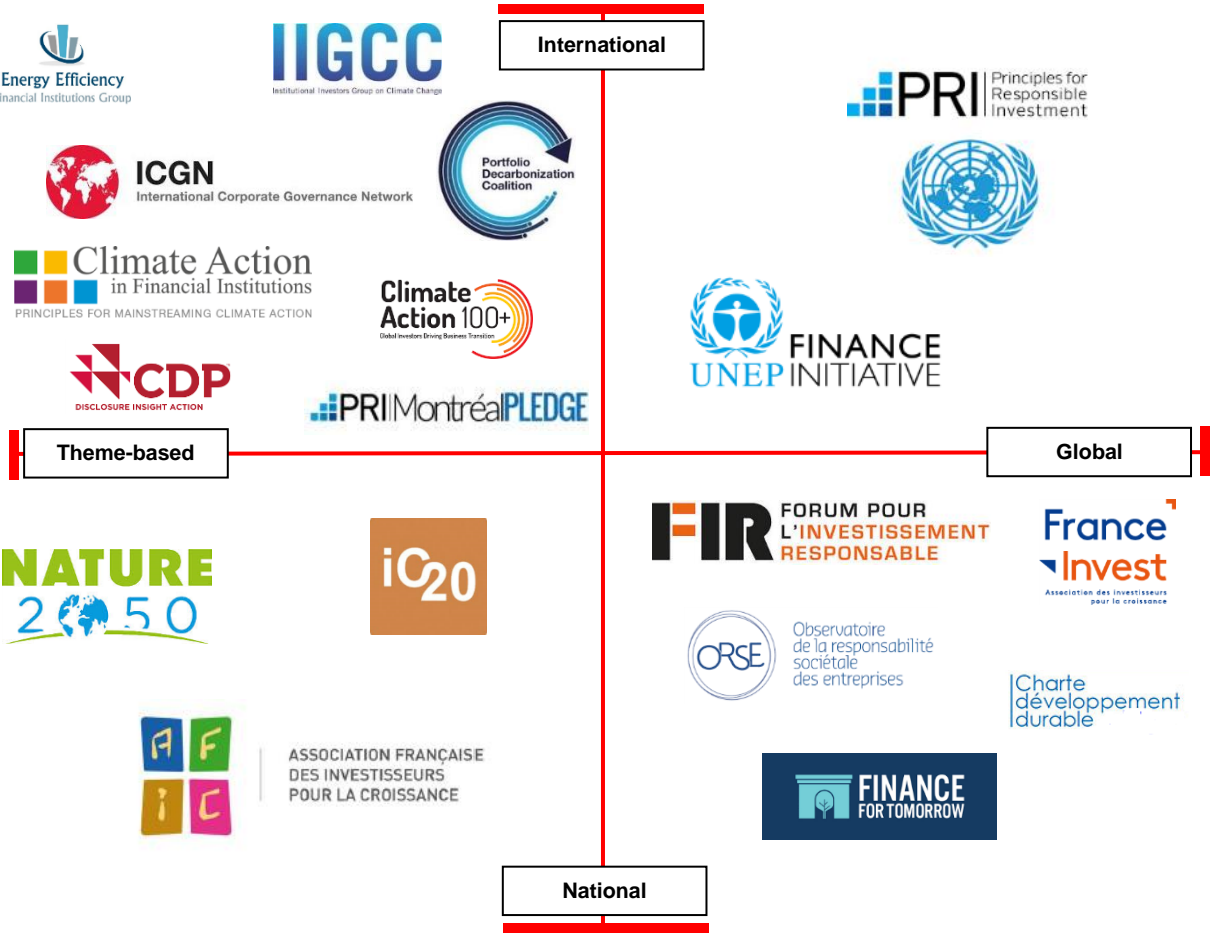 International
Energy Efficiency
Financial Institutions Group
IIGCC
Institutional Investors Group on Climate Change
PRI
Principles for
Responsible
Investment
Portfolio
Decarbonization
Coalition
ICGN
International Corporate Governance Network
Climate Action
in Financial Institutions
PRINCIPLES FOR MAINSTREAMING CLIMATE ACTION
Climate
Action 100+
Global Investors Driving Business Transition
UNEP
FINANCE
INITIATIVE
CDP
DISCLOSURE INSIGHT ACTION
PRI MontréalPLEDGE
Theme-based
Global
NATURE
2050
iC20
FIR
FORUM POUR
L'INVESTISSEMENT
RESPONSABLE
France
Invest
Association des investisseurs
pour la croissance
ORSE
Observatoire
de la responsabilité
sociétale
des entreprises
Charte
développement
durable
AFiC
ASSOCIATION FRANÇAISE
DES INVESTISSEURS
POUR LA CROISSANCE
FINANCE
FOR TOMORROW
National